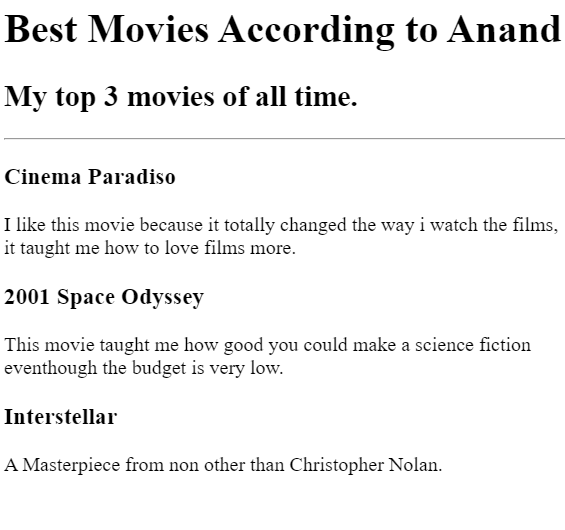 Best Movies According to Anand
My top 3 movies of all time.
Cinema Paradiso
I like this movie because it totally changed the way i watch the films,
it taught me how to love films more.
2001 Space Odyssey
This movie taught me how good you could make a science fiction
eventhough the budget is very low.
Interstellar
A Masterpiece from non other than Christopher Nolan.